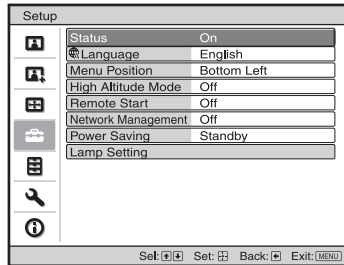 Setup
Status On
Language English
Menu Position Bottom Left
High Altitude Mode Off
Remote Start Off
Network Management Off
Power Saving Standby
Lamp Setting
Sel: Set: Back: Exit: MENU